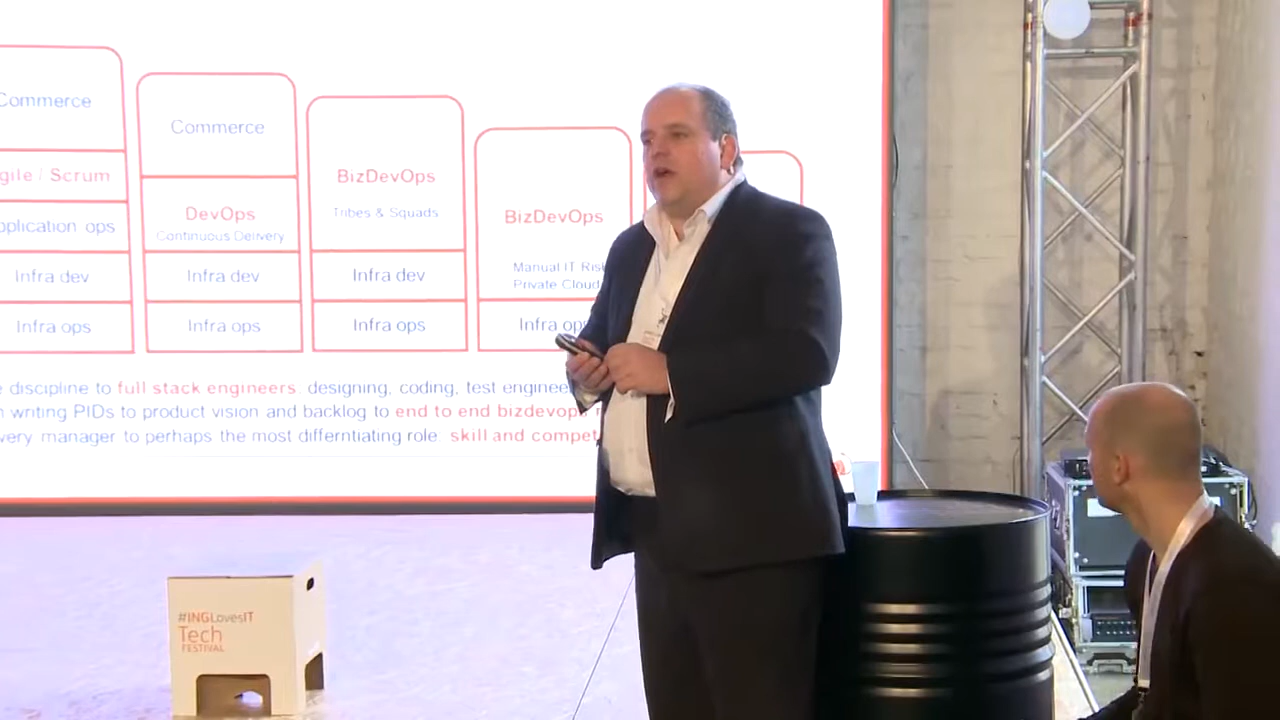 Commerce
gile / Scrum
pplication ops
Infra dev
Infra ops
Commerce
DevOps
Continuous Delivery
Infra dev
Infra ops
BizDevOps
Tribes & Squads
Infra dev
Infra ops
BizDevOps
Manual IT Ris
Private Cloud
Infra op
discipline to full stack engineers. designing, coding, test enginee
writing PIDs to product vision and backlog to end to end bizdevop
very manager to perhaps the most differntiating role skill and compet
#INGLovesIT
Tech
FESTIVAL